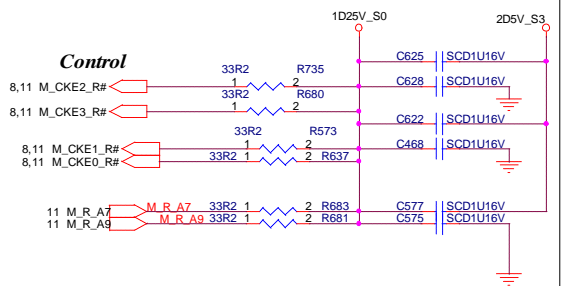 1D25V_S0 2D5V_S3
Control
C625 SCD1U16V
33R2 R735 C628 SCD1U16V
8,11 M_CKE2_R# 1 2
33R2 R680
8,11 M_CKE3_R# 1 2
C622 SCD1U16V
33R2 R573 C468 SCD1U16V
8,11 M_CKE1_R# 1 2
8,11 M_CKE0_R# 33R2 1 2 R637
11 M_R_A7 M_R_A7 33R2 1 2 R683 C577 SCD1U16V
11 M_R_A9 M_R_A9 33R2 1 2 R681 C575 SCD1U16V